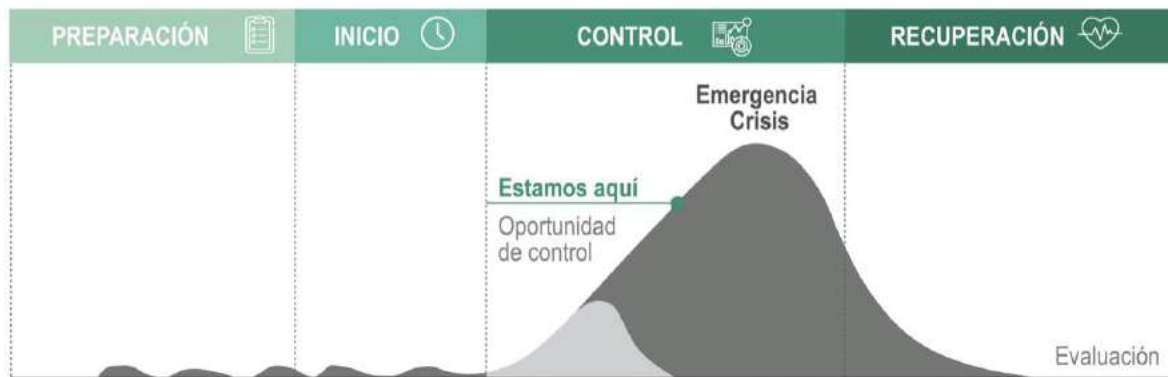 PREPARACIÓN
INICIO
CONTROL
RECUPERACIÓN
Emergencia
Crisis
Estamos aquí
Oportunidad
de control
Evaluación